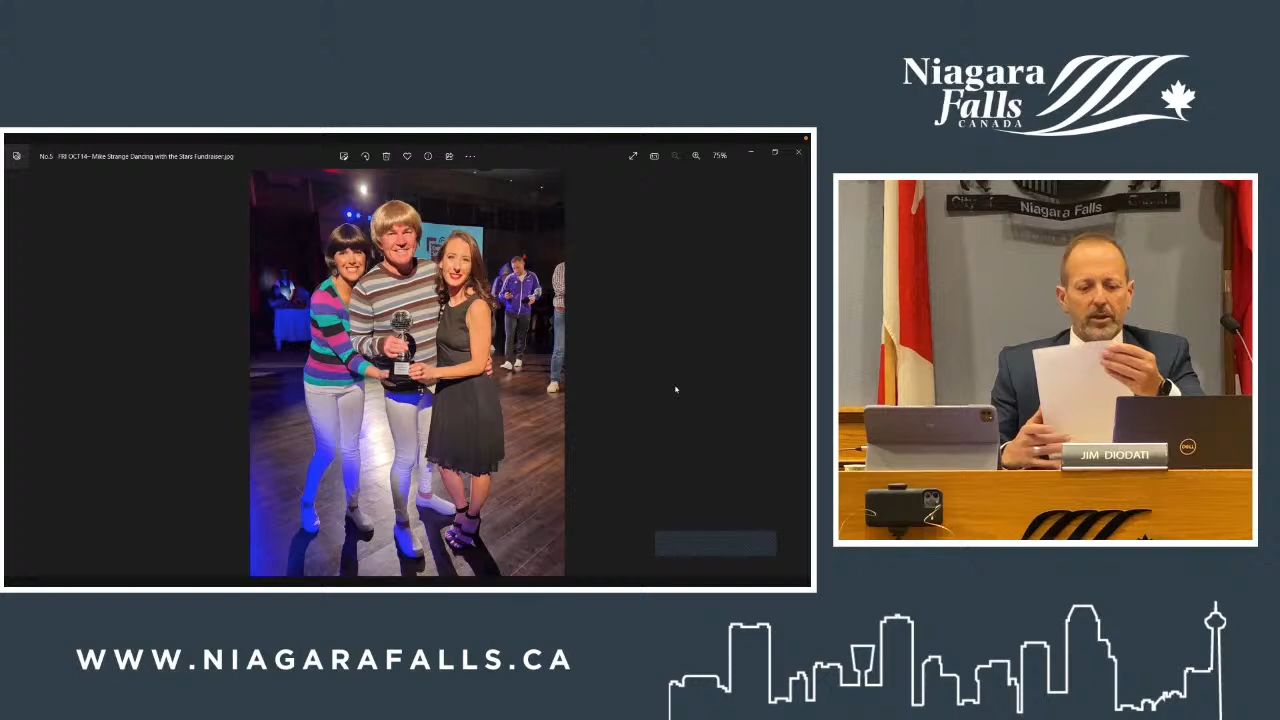 Niagara
Falls
CANADA
No.5 FRI OCT14- Mike Strange Dancing with the Stars Fundraiser.jpg
75%
Niagara Falls
JIM DIODATI
DELL
WWW.NIAGARAFALLS.CA